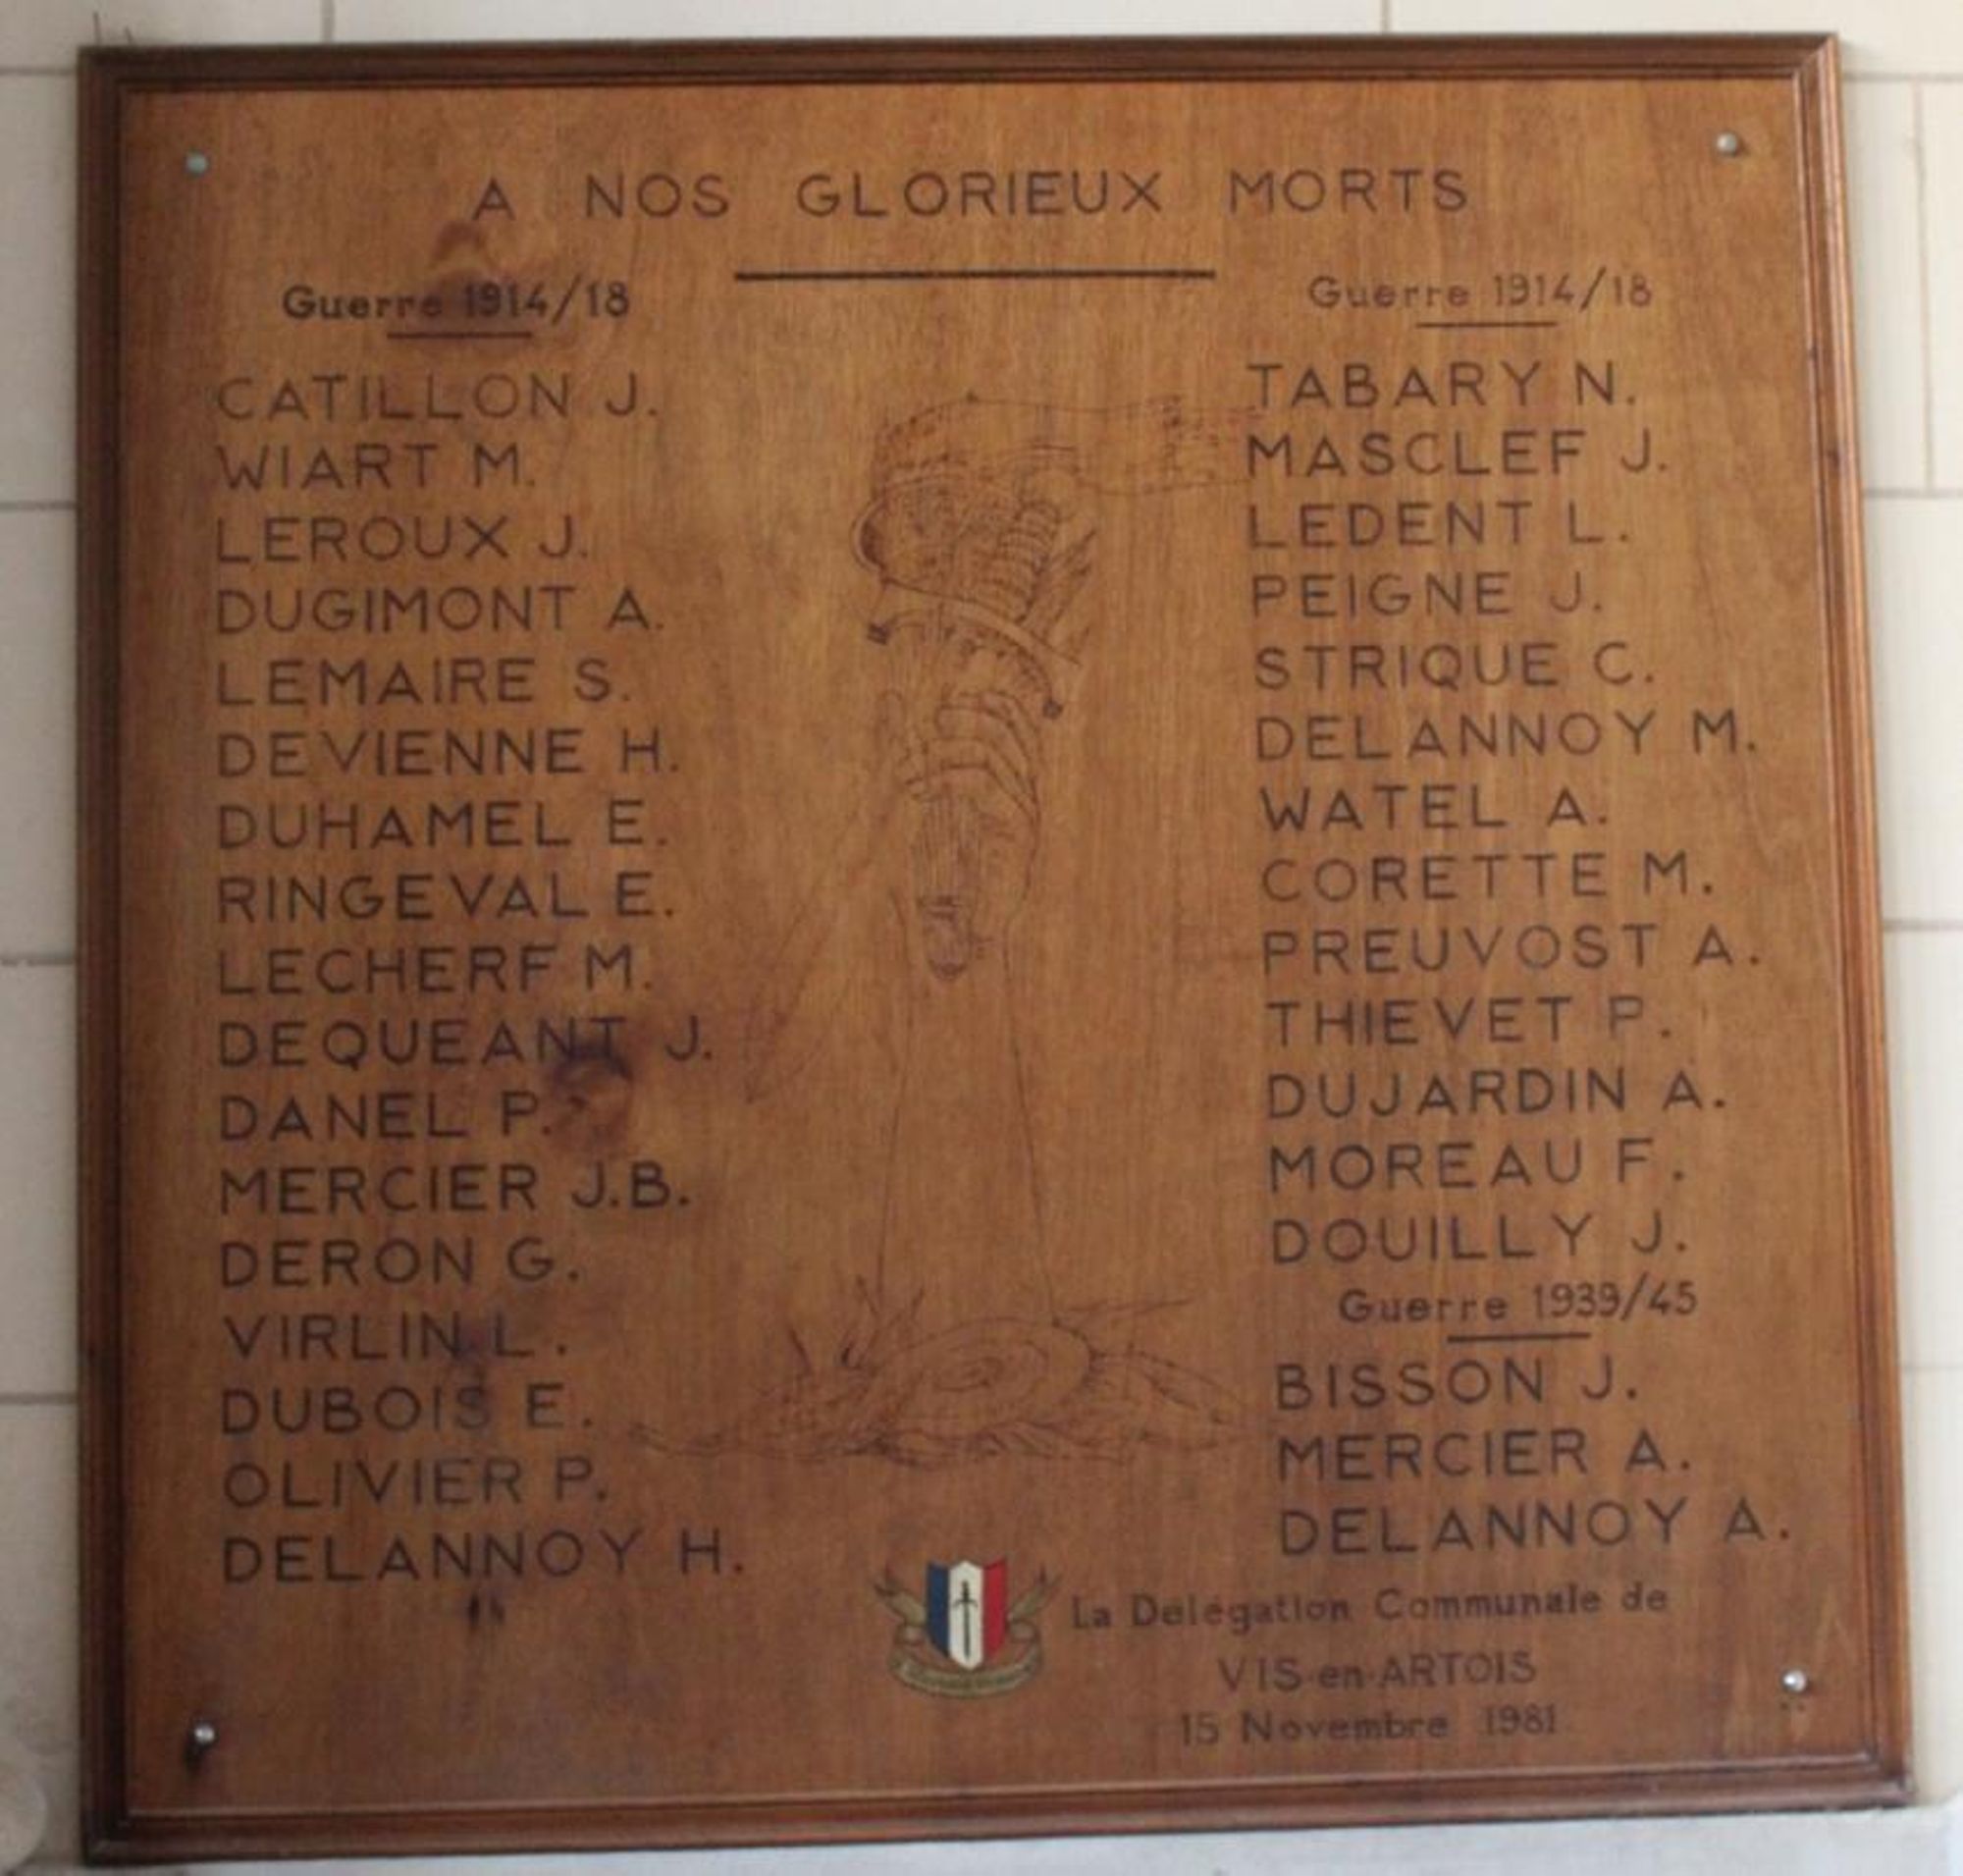 A NOS GLORIEUX MORTS
Guerre 1914/18
CATILLON J.
WIART M.
LEROUX J.
DUGIMONT A.
LEMAIRE S.
DEVIENNE H.
DUHAMEL E.
RINGEVAL E.
LECHERF M.
DEQUEANT J.
DANEL P.
MERCIER J.B.
DERON G.
VIRLIN L.
DUBOIS E.
OLIVIER P.
DELANNOY H.
Guerre 1914/18
TABARY N.
MASCLEF J.
LEDENT L.
PEIGNE J.
STRIQUE C.
DELANNOY M.
WATEL A.
CORETTE M.
PREUVOST A.
THIEVET P.
DUJARDIN A.
MOREAU F.
DOUILLY J.
Guerre 1939/45
BISSON J.
MERCIER A.
DELANNOY A.
La Délégation Communale de
VIS-en-ARTOIS
15 Novembre 1981